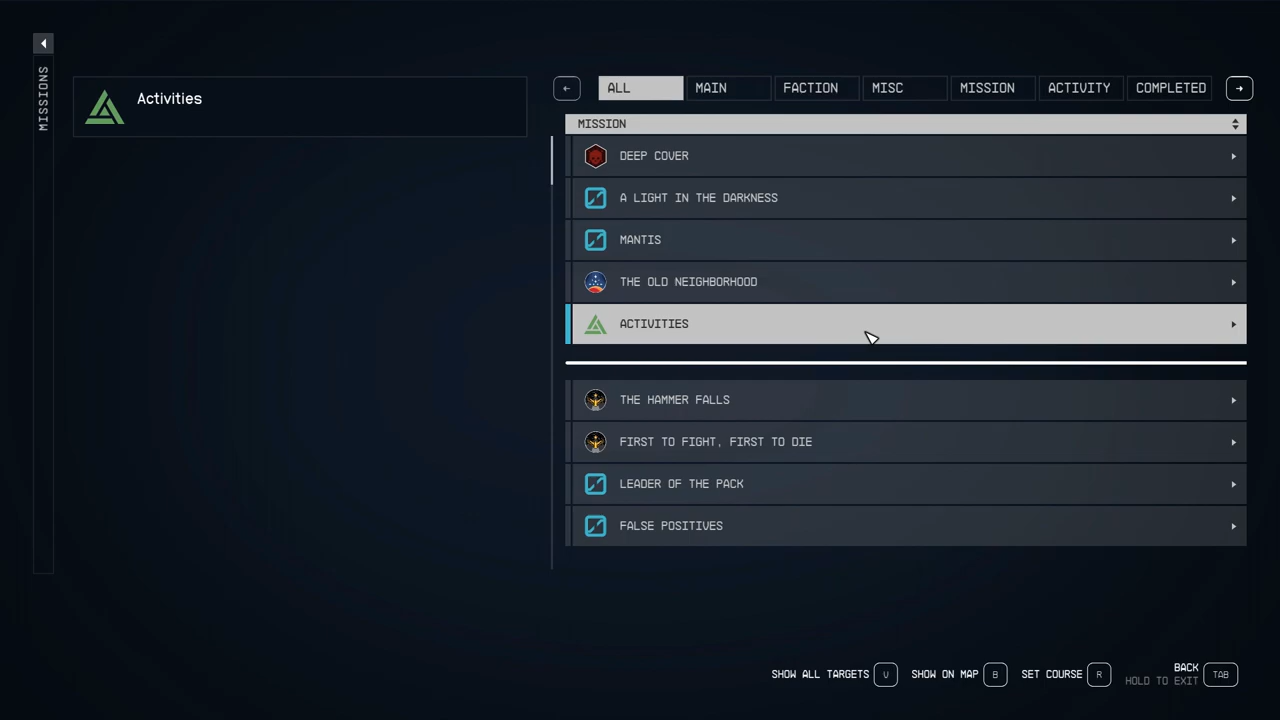 MISSIONS
Activities
ALL
MAIN
FACTION
MISC
MISSION
ACTIVITY
COMPLETED
MISSION
DEEP COVER
A LIGHT IN THE DARKNESS
MANTIS
THE OLD NEIGHBORHOOD
ACTIVITIES
THE HAMMER FALLS
FIRST TO FIGHT, FIRST TO DIE
LEADER OF THE PACK
FALSE POSITIVES
SHOW ALL TARGETS V
SHOW ON MAP B
SET COURSE R
BACK
HOLD TO EXIT
TAB